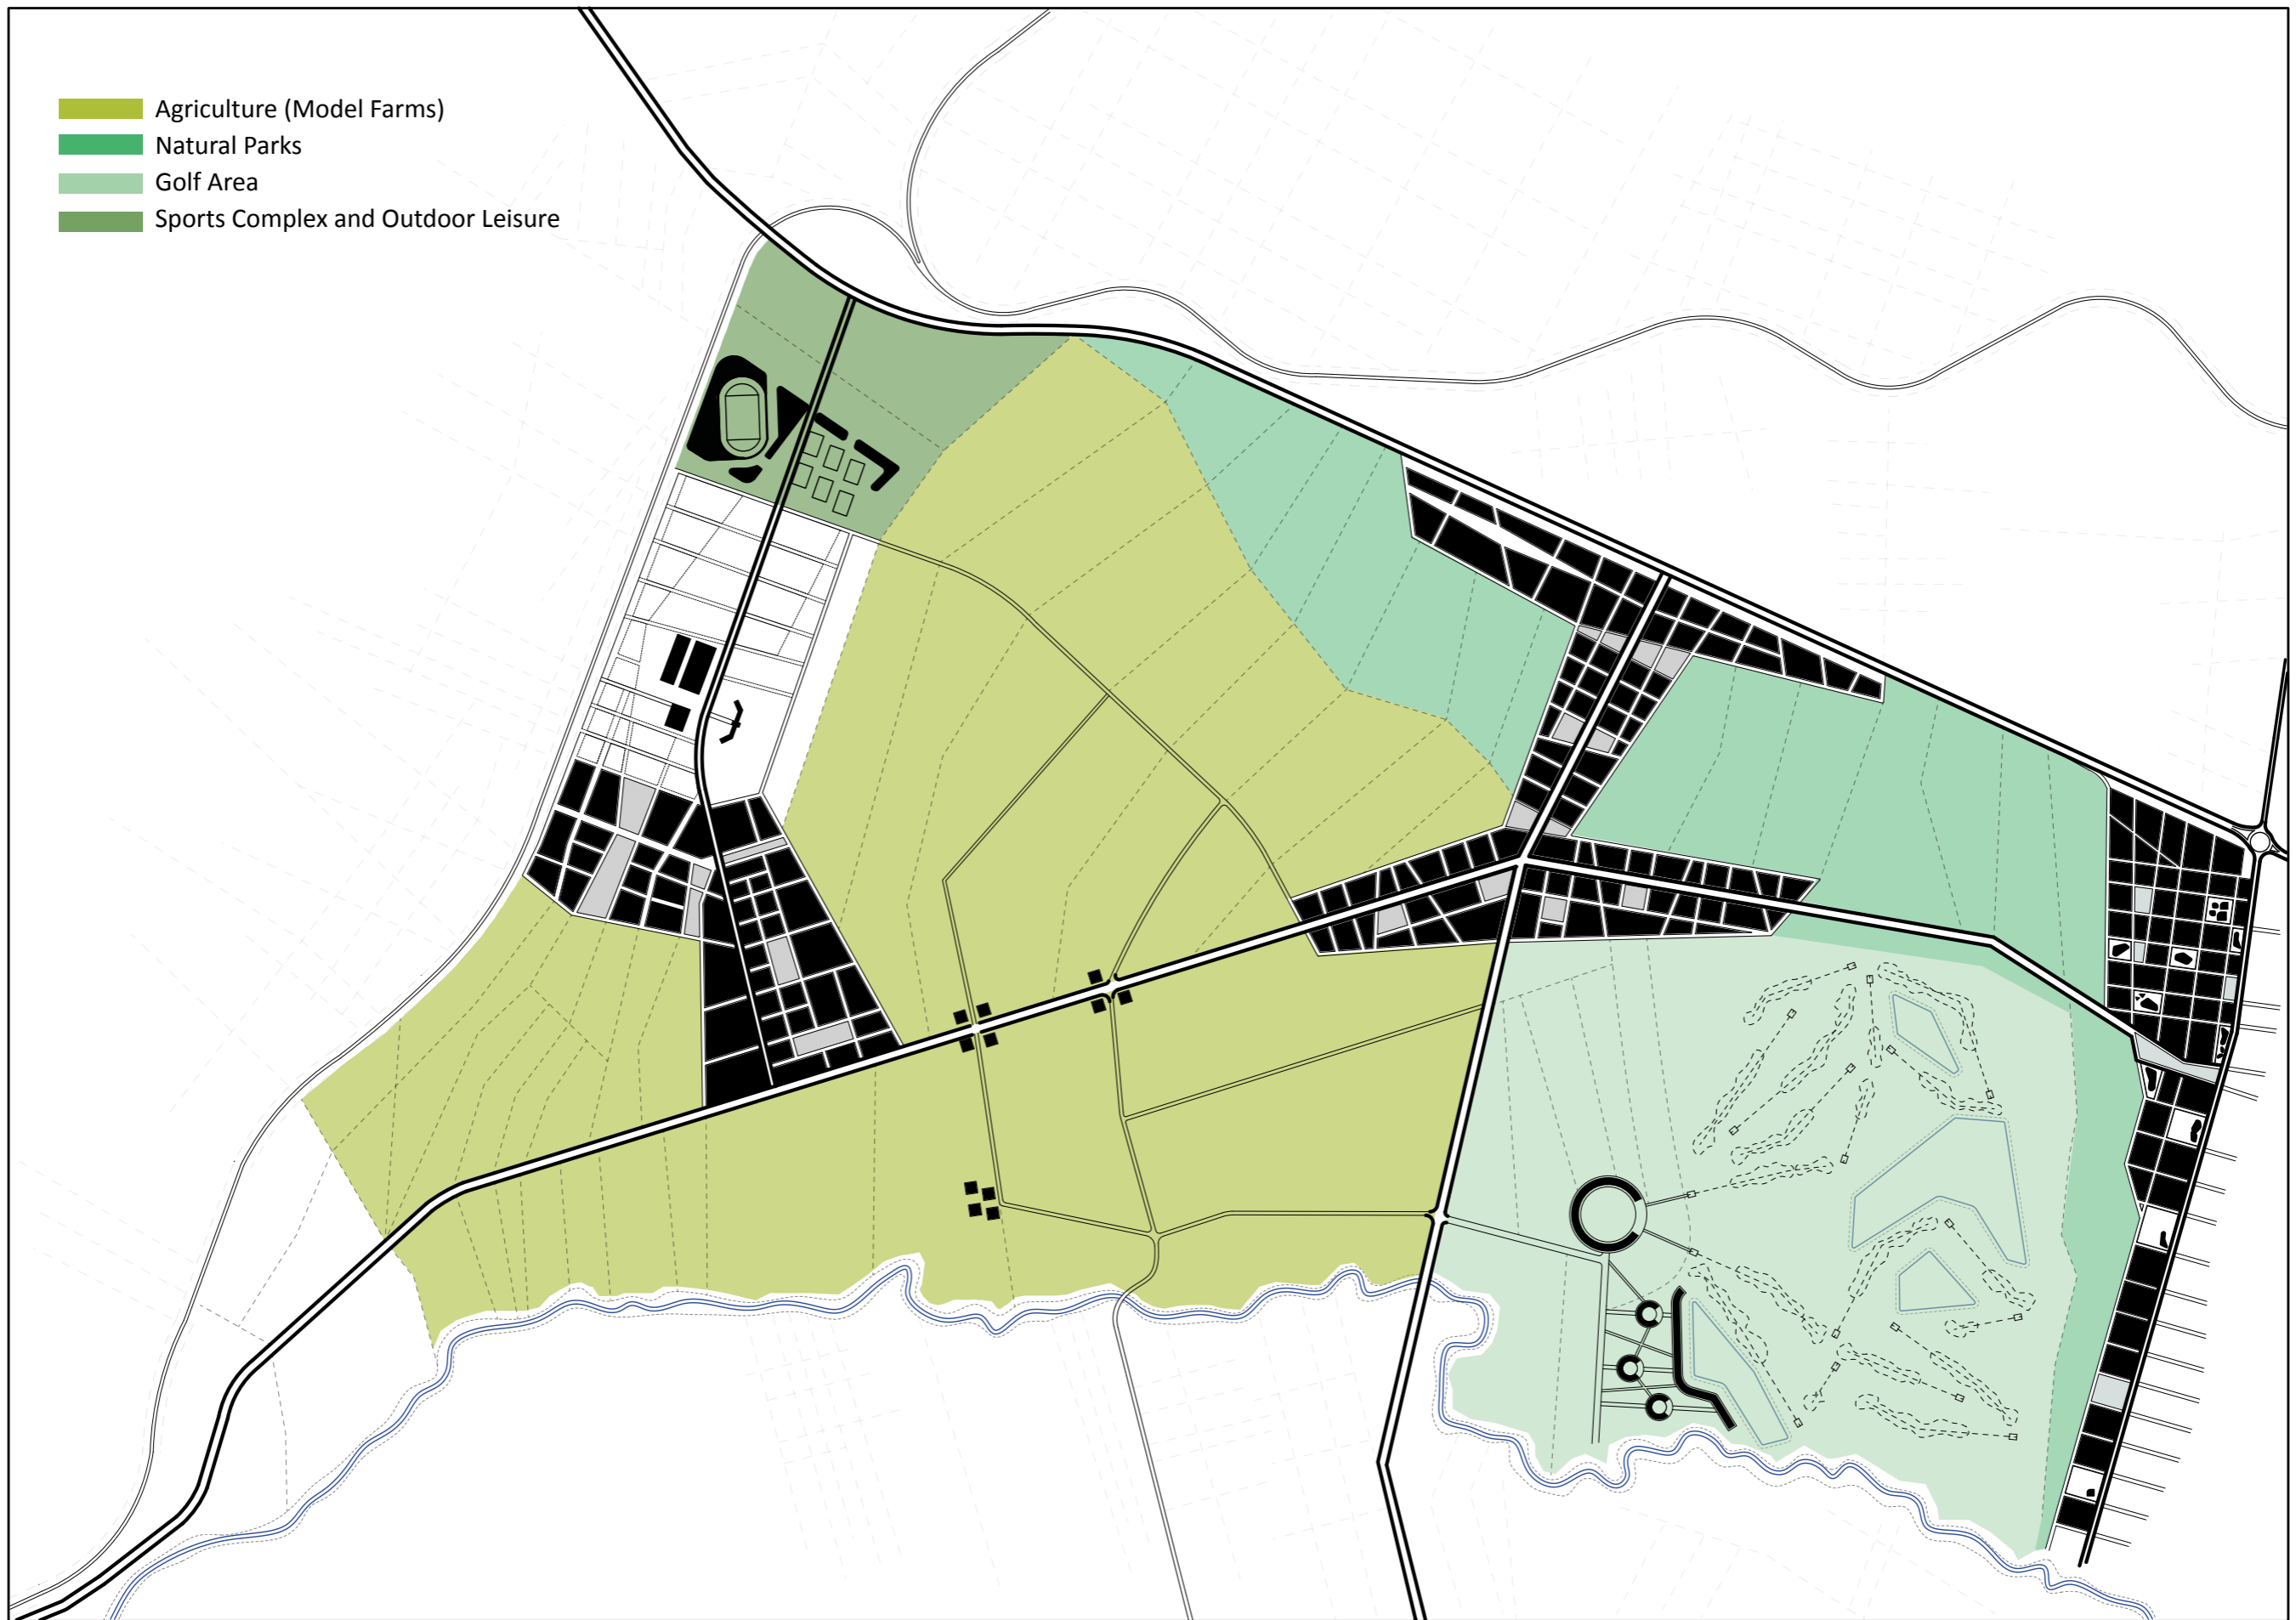 Agriculture (Model Farms)
Natural Parks
Golf Area
Sports Complex and Outdoor Leisure